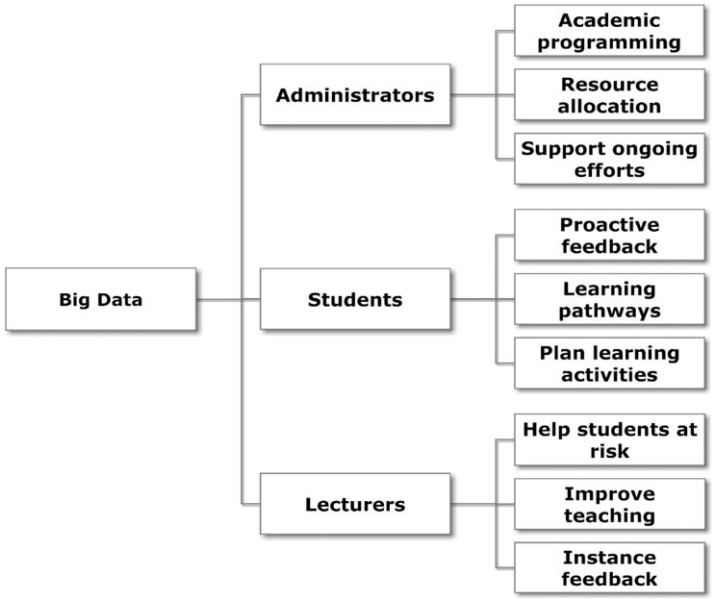 Big Data
Administrators
Academic
programming
Resource
allocation
Support ongoing
efforts
Students
Proactive
feedback
Learning
pathways
Plan learning
activities
Lecturers
Help students at
risk
Improve
teaching
Instance
feedback